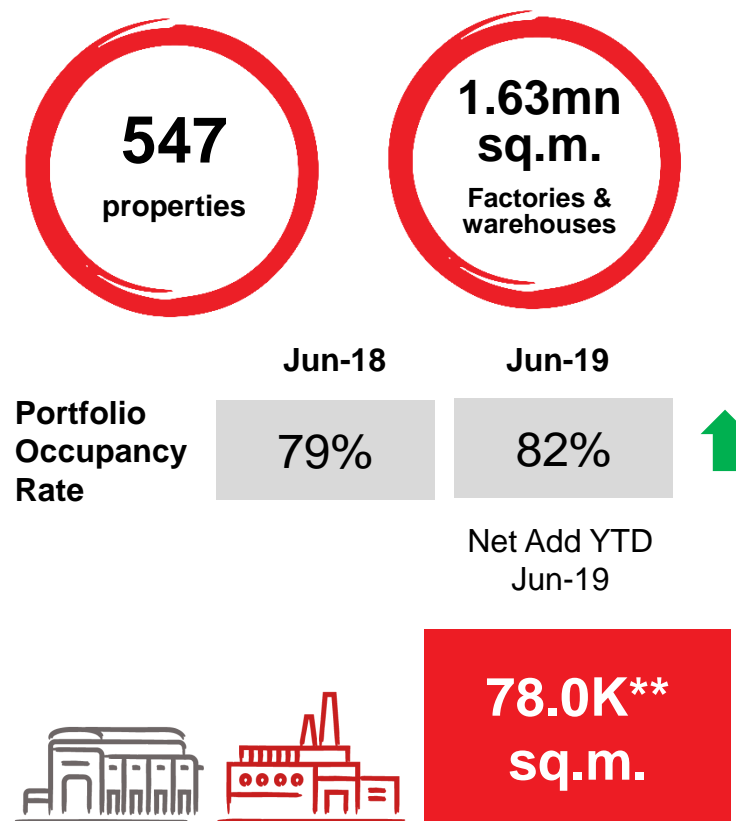 547
properties
1.63mn
sq.m.
Factories &
warehouses
Jun-18
Jun-19
Portfolio
Occupancy
Rate
79%
82%
Net Add YTD
Jun-19
78.0K**
sq.m.